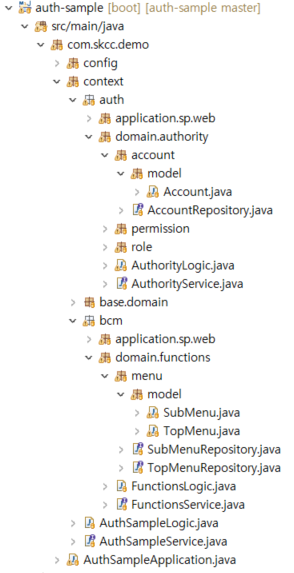 auth-sample [boot] [auth-sample master]
src/main/java
com.skcc.demo
config
context
auth
application.sp.web
domain.authority
account
model
Account.java
AccountRepository.java
permission
role
AuthorityLogic.java
AuthorityService.java
base.domain
bcm
application.sp.web
domain.functions
menu
model
SubMenu.java
TopMenu.java
SubMenuRepository.java
TopMenuRepository.java
FunctionsLogic.java
FunctionsService.java
AuthSampleLogic.java
AuthSampleService.java
AuthSampleApplication.java